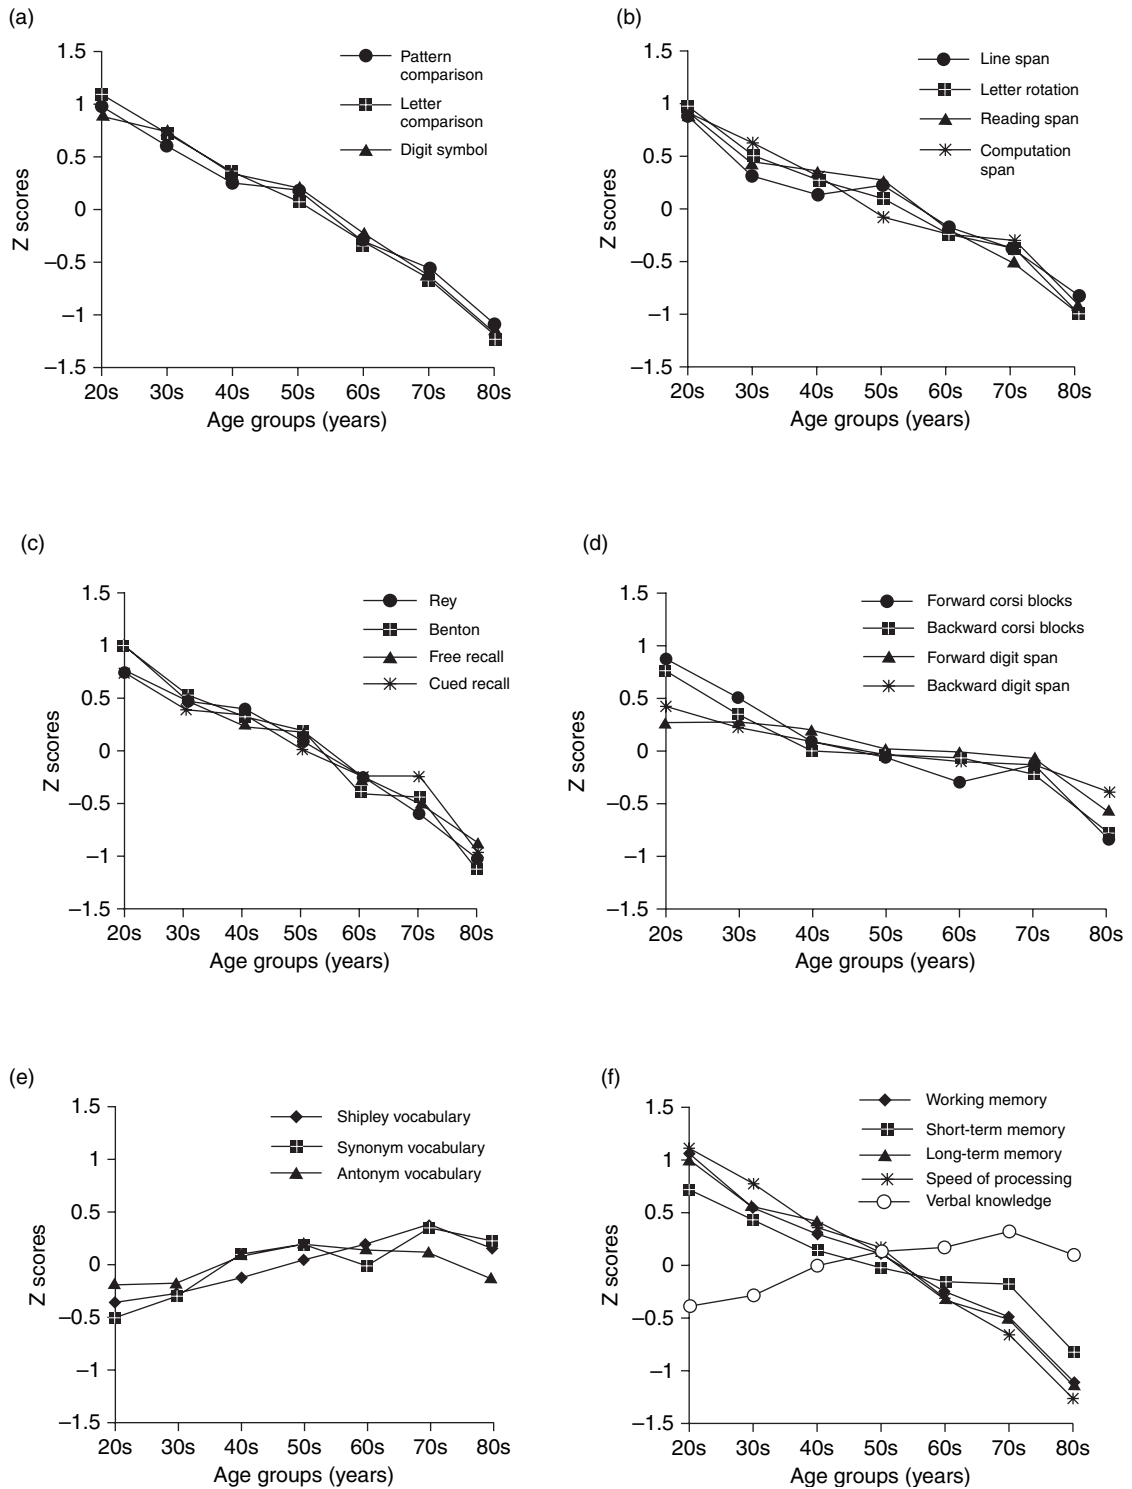 (a)
1.5
1
0.5
0
−0.5
−1
−1.5
Z scores
20s 30s 40s 50s 60s 70s 80s
Age groups (years)
Pattern
comparison
Letter
comparison
Digit symbol
(b)
1.5
1
0.5
0
−0.5
−1
−1.5
Z scores
20s 30s 40s 50s 60s 70s 80s
Age groups (years)
Line span
Letter rotation
Reading span
Computation
span
(c)
1.5
1
0.5
0
−0.5
−1
−1.5
Z scores
20s 30s 40s 50s 60s 70s 80s
Age groups (years)
Rey
Benton
Free recall
Cued recall
(d)
1.5
1
0.5
0
−0.5
−1
−1.5
Z scores
20s 30s 40s 50s 60s 70s 80s
Age groups (years)
Forward corsi blocks
Backward corsi blocks
Forward digit span
Backward digit span
(e)
1.5
1
0.5
0
−0.5
−1
−1.5
Z scores
20s 30s 40s 50s 60s 70s 80s
Age groups (years)
Shipley vocabulary
Synonym vocabulary
Antonym vocabulary
(f)
1.5
1
0.5
0
−0.5
−1
−1.5
Z scores
20s 30s 40s 50s 60s 70s 80s
Age groups (years)
Working memory
Short-term memory
Long-term memory
Speed of processing
Verbal knowledge